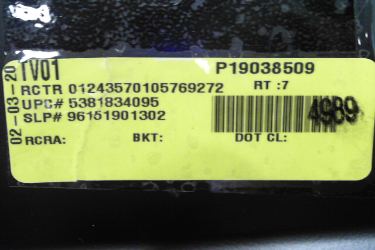 02-03-20
TV01 P19038509
RCTR 01243570105769272 RT :7
UPC# 5381834095
SLP# 96151901302
4989
RCRA: BKT: DOT CL: